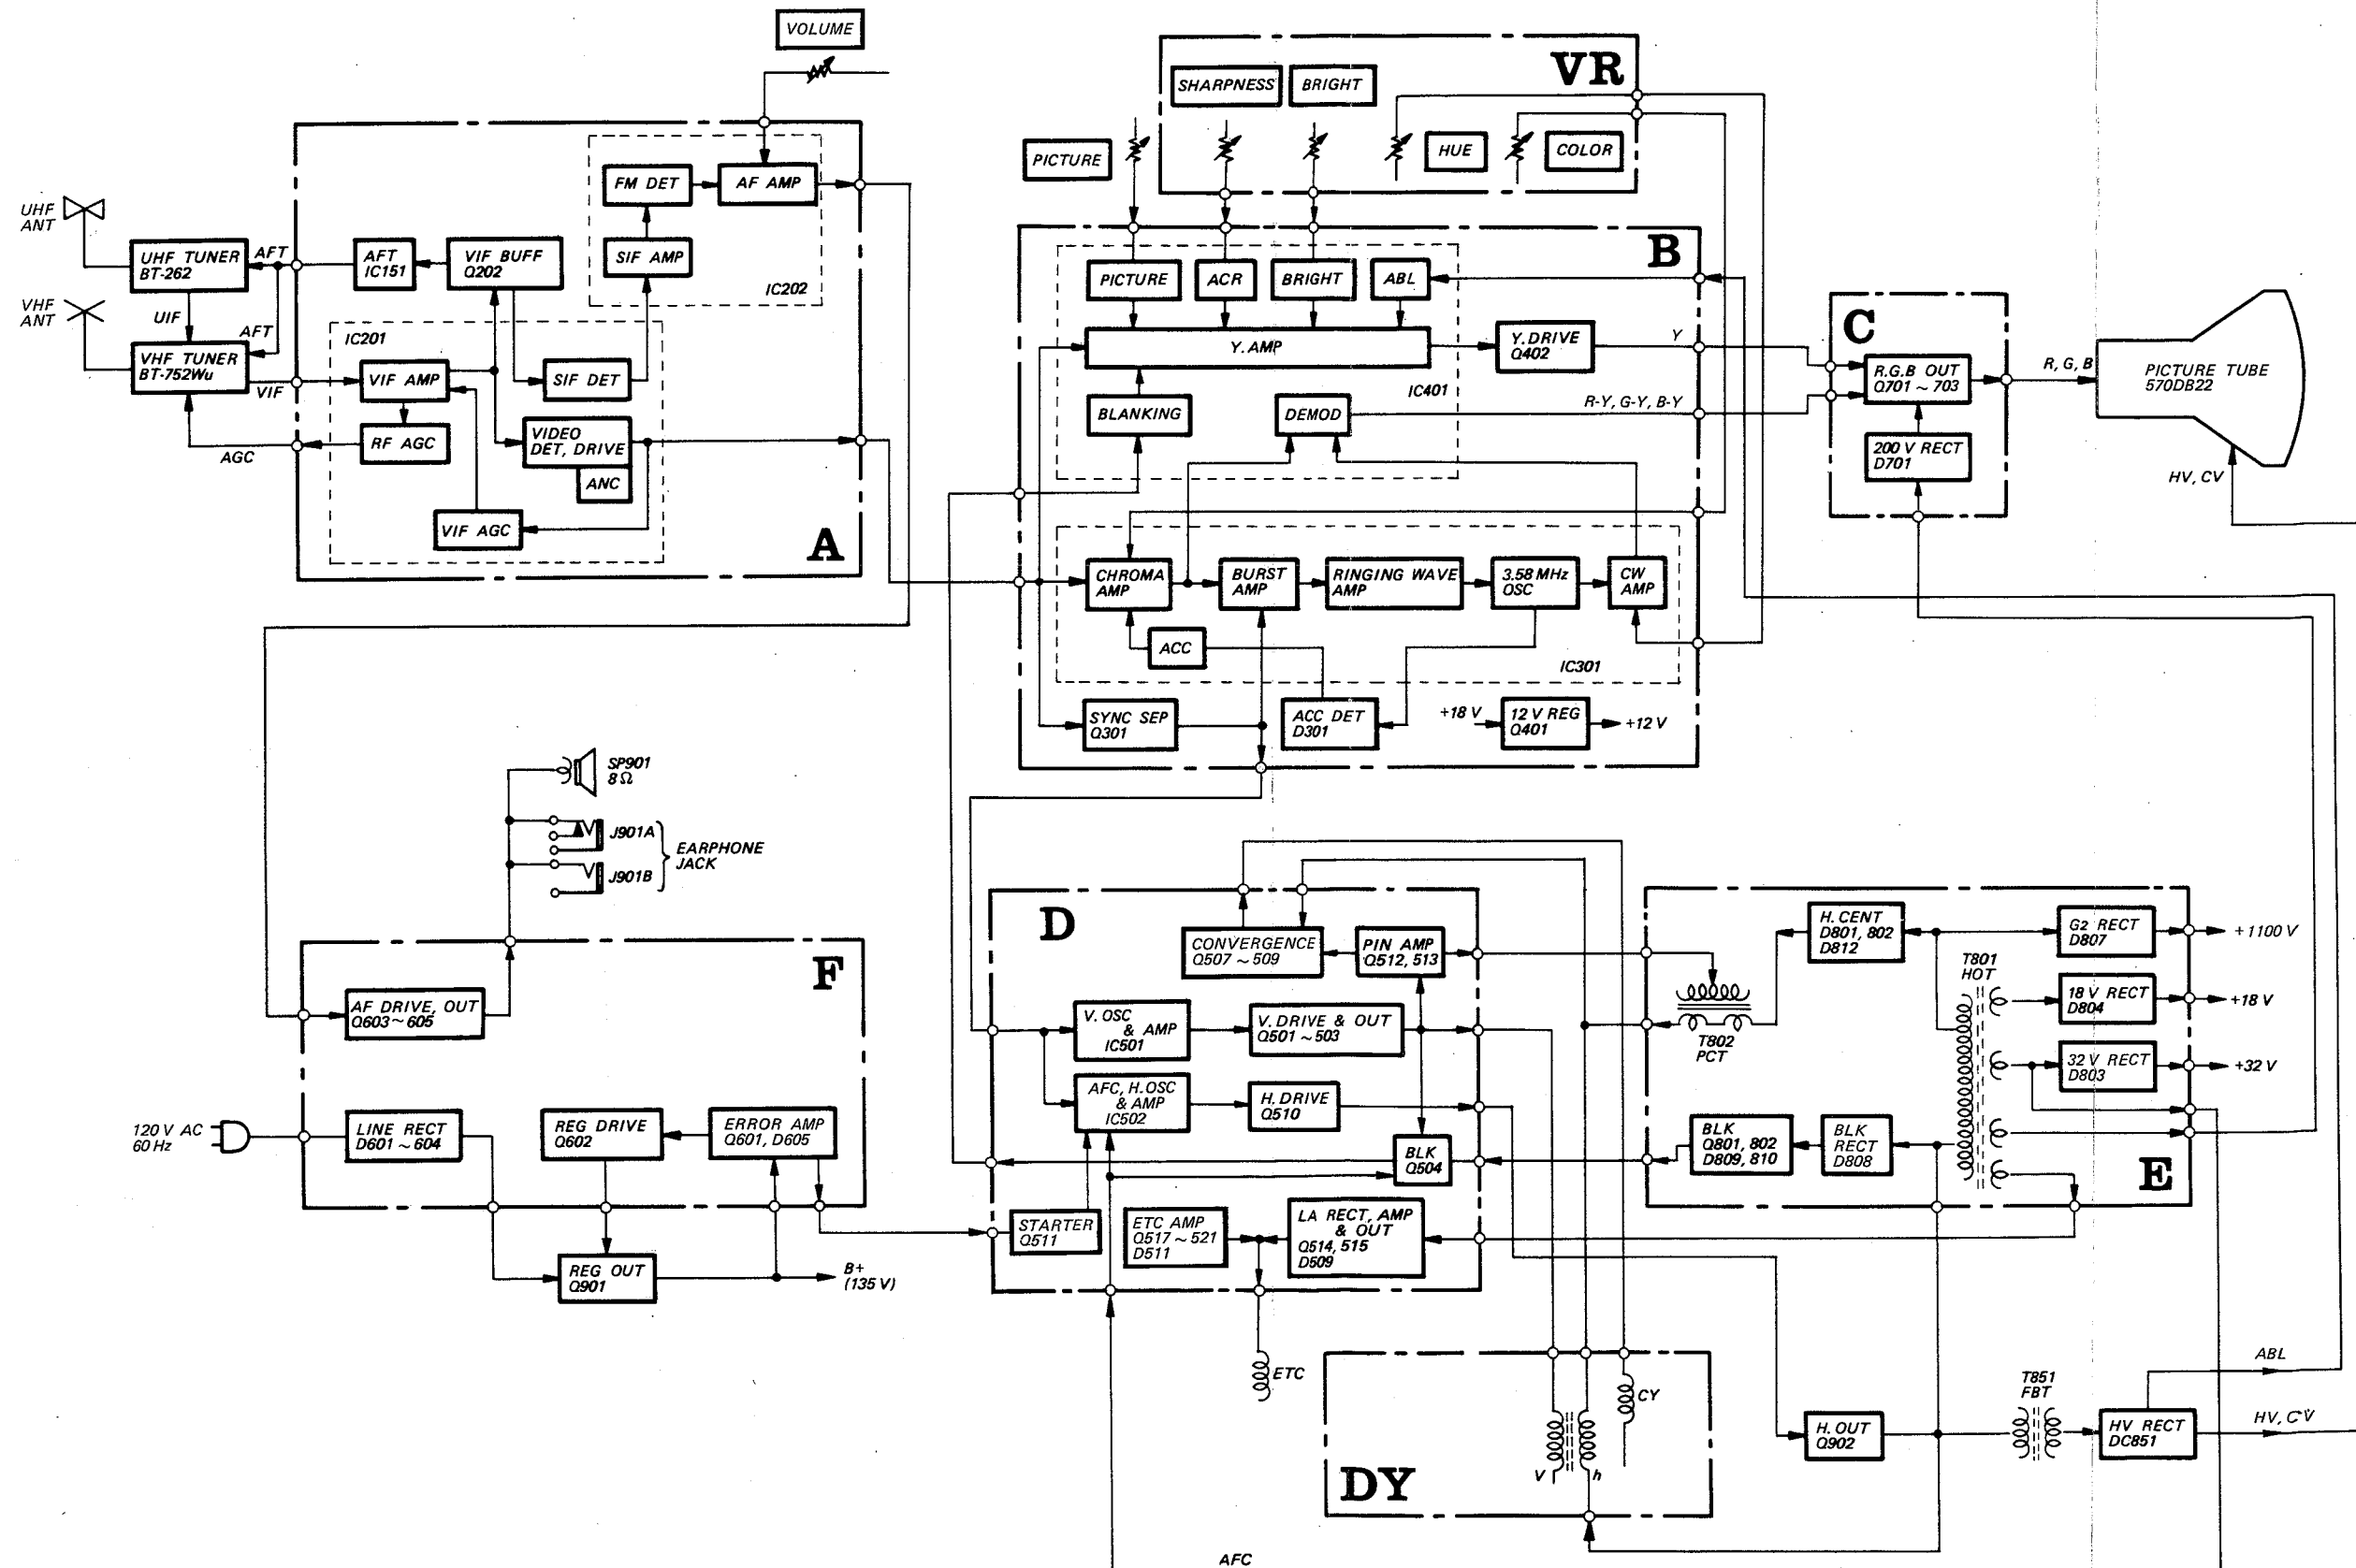 VOLUME
VR
SHARPNESS
BRIGHT
PICTURE
HUE
COLOR
FM DET
AF AMP
UHF
ANT
UHF TUNER
BT-262
AFT
AFT
IC151
VIF BUFF
Q202
SIF AMP
IC202
VHF
ANT
UIF
AFT
VHF TUNER
BT-752Wu
VIF
AGC
IC201
VIF AMP
SIF DET
RF AGC
VIDEO
DET, DRIVE
ANC
VIF AGC
A
B
PICTURE
ACR
BRIGHT
ABL
Y. AMP
Y. DRIVE
Q402
Y
IC401
BLANKING
DEMOD
R-Y, G-Y, B-Y
C
R.G.B OUT
Q701 ~ 703
200 V RECT
D701
R, G, B
PICTURE TUBE
570DB22
HV, CV
CHROMA
AMP
BURST
AMP
RINGING WAVE
AMP
3.58 MHz
OSC
CW
AMP
ACC
IC301
SYNC SEP
Q301
ACC DET
D301
+18 V
12 V REG
Q401
+12 V
SP901
8 Ω
J901A
J901B
EARPHONE
JACK
F
AF DRIVE, OUT
Q603 ~ 605
120 V AC
60 Hz
LINE RECT
D601 ~ 604
REG DRIVE
Q602
ERROR AMP
Q601, D605
REG OUT
Q901
B+
(135 V)
D
CONVERGENCE
Q507 ~ 509
PIN AMP
Q512, 513
V. OSC
& AMP
IC501
V. DRIVE & OUT
Q501 ~ 503
AFC, H. OSC
& AMP
IC502
H. DRIVE
Q510
BLK
Q504
STARTER
Q511
ETC AMP
Q517 ~ 521
D511
LA RECT, AMP
& OUT
Q514, 515
D509
ETC
H. CENT
D801, 802
D812
G2 RECT
D807
+1100 V
T801
HOT
18 V RECT
D804
+18 V
T802
PCT
32 V RECT
D803
+32 V
BLK
Q801, 802
D809, 810
BLK
RECT
D808
E
CY
V
h
DY
H. OUT
Q902
T851
FBT
HV RECT
DC851
ABL
HV, CV
AFC